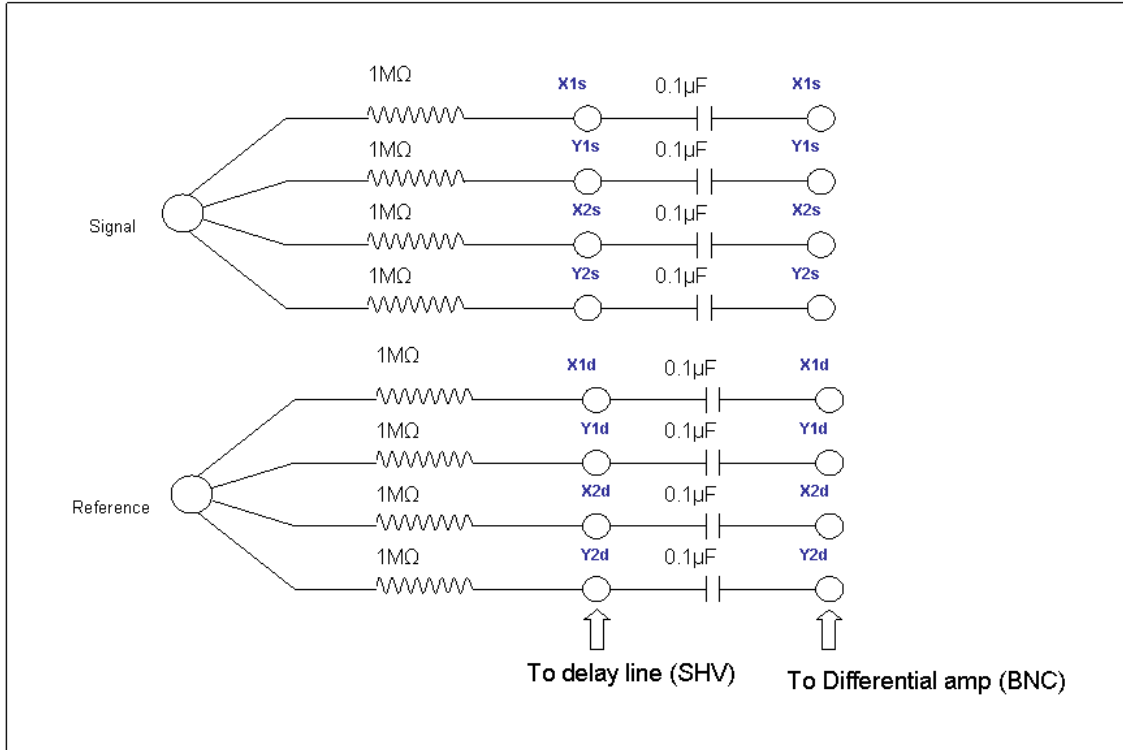 1MΩ
X1s 0.1µF X1s
1MΩ Y1s 0.1µF Y1s
1MΩ X2s 0.1µF X2s
Signal
1MΩ Y2s 0.1µF Y2s
1MΩ X1d 0.1µF X1d
1MΩ Y1d 0.1µF Y1d
1MΩ X2d 0.1µF X2d
Reference
1MΩ Y2d 0.1µF Y2d
To delay line (SHV)
To Differential amp (BNC)